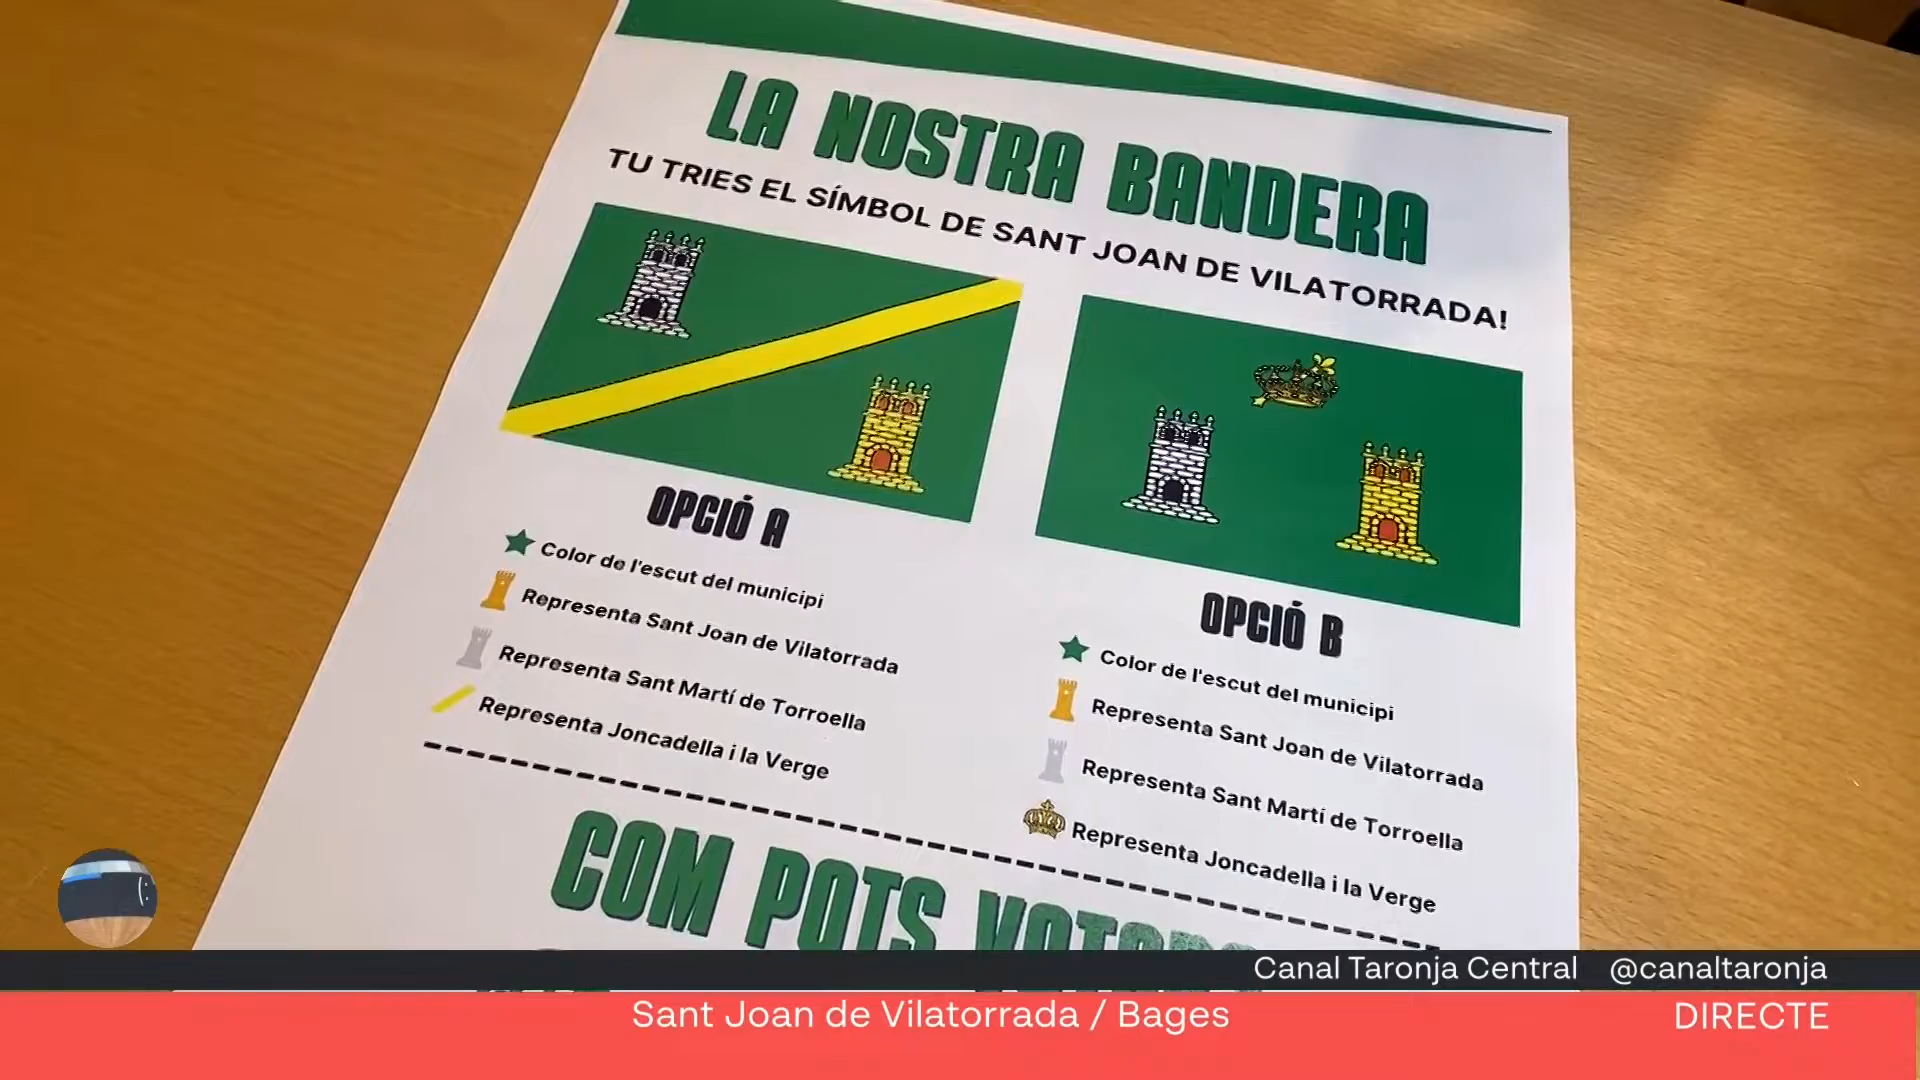 LA NOSTRA BANDERA
TU TRIES EL SÍMBOL DE SANT JOAN DE VILATORRADA!
OPCIÓ A
Color de l'escut del municipi
Representa Sant Joan de Vilatorrada
Representa Sant Martí de Torroella
Representa Joncadella i la Verge
OPCIÓ B
Color de l'escut del municipi
Representa Sant Joan de Vilatorrada
Representa Sant Martí de Torroella
Representa Joncadella i la Verge
COM POTS
Canal Taronja Central @canaltaronja
Sant Joan de Vilatorrada / Bages
DIRECTE